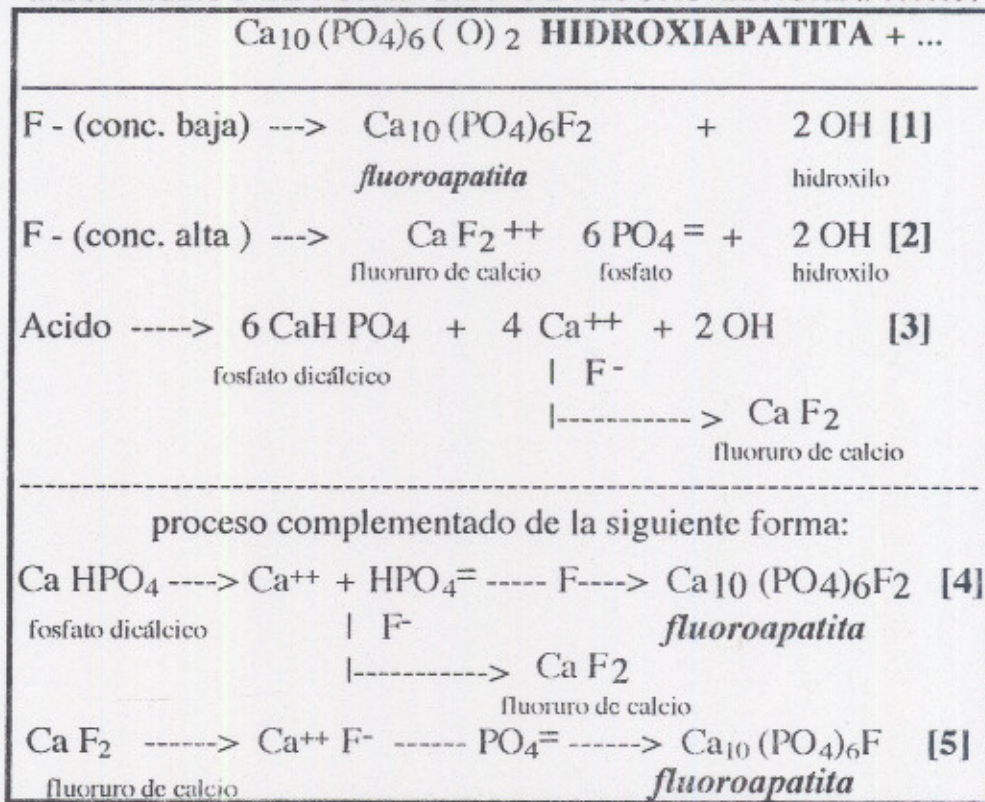 Ca10 (PO4)6 ( O) 2 HIDROXIAPATITA + ...
F - (conc. baja) ---> Ca10 (PO4)6F2 + 2 OH [1]
fluoroapatita hidroxilo
F - (conc. alta ) ---> Ca F2 ++ 6 PO4 = + 2 OH [2]
fluoruro de calcio fosfato hidroxilo
Acido -----> 6 CaH PO4 + 4 Ca++ + 2 OH [3]
fosfato dicálcico | F -
|----------- > Ca F2
fluoruro de calcio
proceso complementado de la siguiente forma:
Ca HPO4 ----> Ca++ + HPO4= ----- F----> Ca10 (PO4)6F2 [4]
fosfato dicálcico | F- fluoroapatita
|-----------> Ca F2
fluoruro de calcio
Ca F2 ------> Ca++ F- ------ PO4= ------> Ca10 (PO4)6F [5]
fluoruro de calcio fluoroapatita